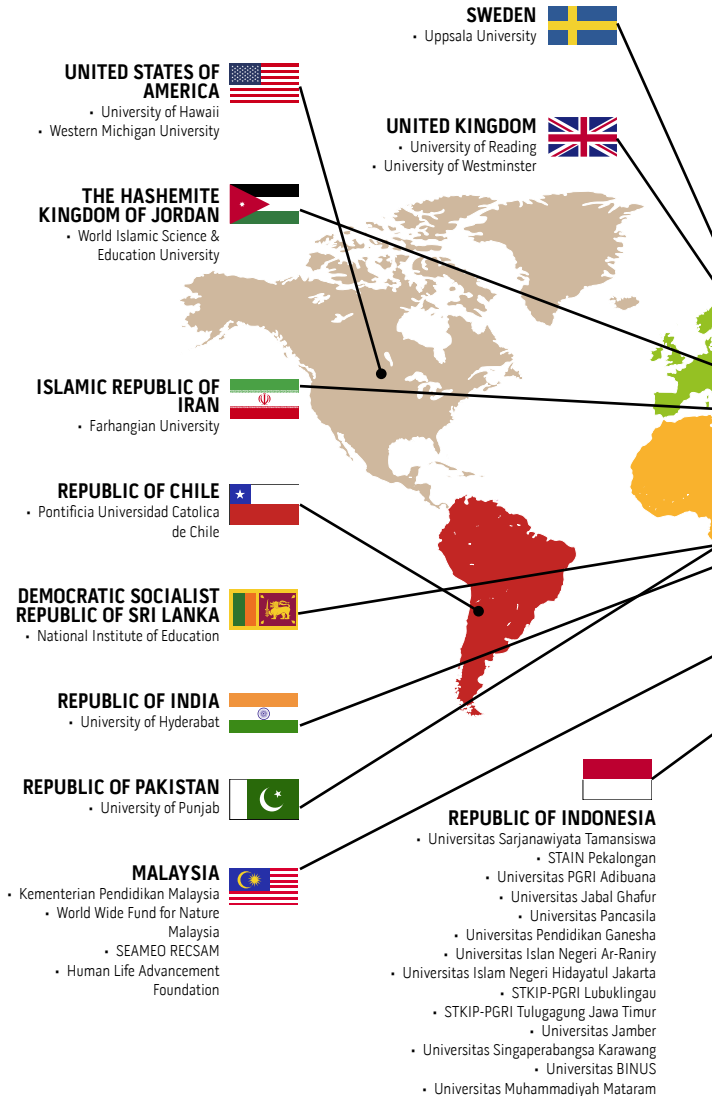 SWEDEN
• Uppsala University
UNITED STATES OF
AMERICA
• University of Hawaii
• Western Michigan University
UNITED KINGDOM
• University of Reading
• University of Westminster
THE HASHEMITE
KINGDOM OF JORDAN
• World Islamic Science &
Education University
ISLAMIC REPUBLIC OF
IRAN
• Farhangian University
REPUBLIC OF CHILE
• Pontificia Universidad Catolica
de Chile
DEMOCRATIC SOCIALIST
REPUBLIC OF SRI LANKA
• National Institute of Education
REPUBLIC OF INDIA
• University of Hyderabat
REPUBLIC OF PAKISTAN
• University of Punjab
MALAYSIA
• Kementerian Pendidikan Malaysia
• World Wide Fund for Nature
Malaysia
• SEAMEO RECSAM
• Human Life Advancement
Foundation
REPUBLIC OF INDONESIA
• Universitas Sarjanawiyata Tamansiswa
• STAIN Pekalongan
• Universitas PGRI Adibuana
• Universitas Jabal Ghafur
• Universitas Pancasila
• Universitas Pendidikan Ganesha
• Universitas Islan Negeri Ar-Raniry
• Universitas Islam Negeri Hidayatul Jakarta
• STKIP-PGRI Lubuklingau
• STKIP-PGRI Tulugagung Jawa Timur
• Universitas Jamber
• Universitas Singaperabangsa Karawang
• Universitas BINUS
• Universitas Muhammadiyah Mataram